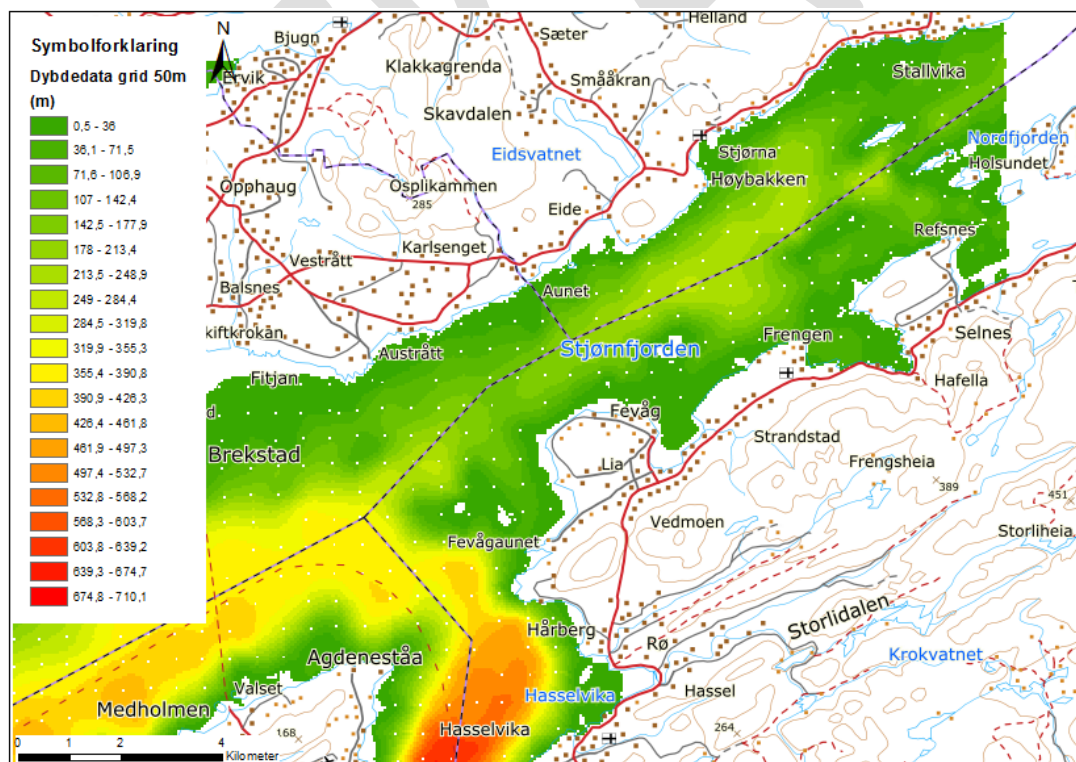 Symbolforklaring
Dybdedata grid 50m
(m)
0,5 - 36
36,1 - 71,5
71,6 - 106,9
107 - 142,4
142,5 - 177,9
178 - 213,4
213,5 - 248,9
249 - 284,4
284,5 - 319,8
319,9 - 355,3
355,4 - 390,8
390,9 - 426,3
426,4 - 461,8
461,9 - 497,3
497,4 - 532,7
532,8 - 568,2
568,3 - 603,7
603,8 - 639,2
639,3 - 674,7
674,8 - 710,1
N
Bjugn
Ervik
Klakkagrenda
Sæter
Helland
Smååkran
Skavdalen
Stallvika
Eidsvatnet
Stjørna
Høybakken
Nordfjorden
Holsundet
Opphaug
Osplikammen
285
Eide
Refsnes
Karlsenget
Vestrått
Balsnes
Aunet
kiftkrokan
Austrått
Stjørnfjorden
Frengen
Selnes
Fitjan
Hafella
d.
Fevåg
Brekstad
Lia
Strandstad
Frengsheia
389
451
Vedmoen
Storliheia
Fevågaunet
Storlidalen
Hårberg
Rø
Agdeneståa
Krokvatnet
Valset
Hasselvika
Hassel
Medholmen
168
Hasselvika
264
0 1 2 4
Kilometer